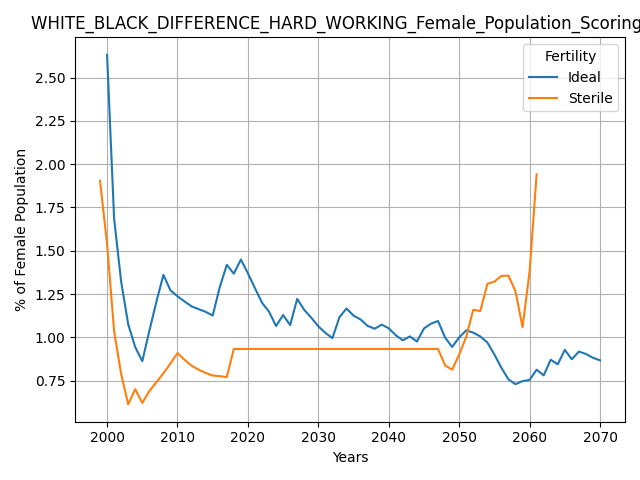 WHITE_BLACK_DIFFERENCE_HARD_WORKING_Female_Population_Scoring
Fertility
Ideal
Sterile
% of Female Population
2.50
2.25
2.00
1.75
1.50
1.25
1.00
0.75
2000 2010 2020 2030 2040 2050 2060 2070
Years